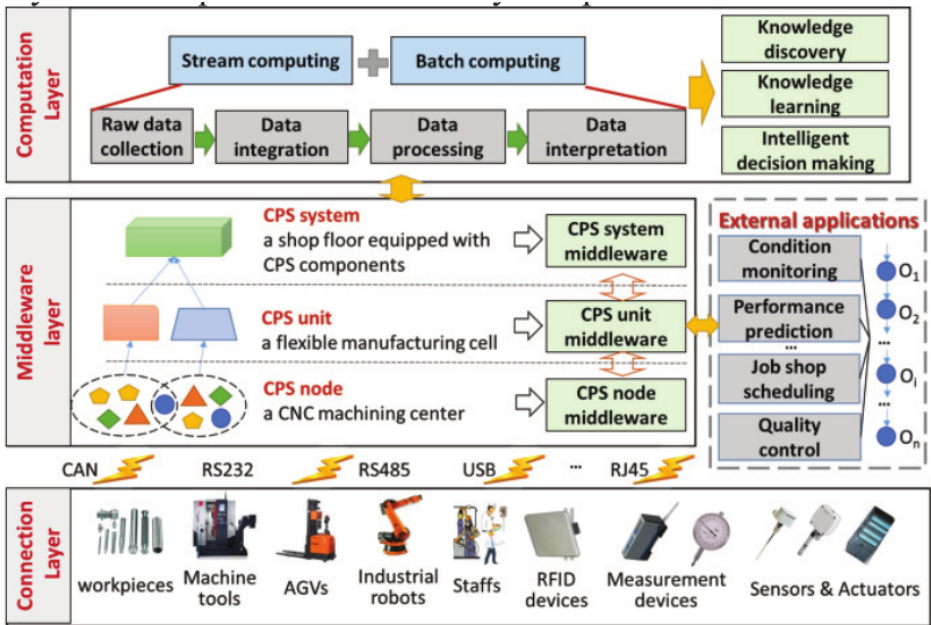 Computation
Layer
Stream computing
Batch computing
Raw data
collection
Data
integration
Data
processing
Data
interpretation
Knowledge
discovery
Knowledge
learning
Intelligent
decision making
Middleware
layer
CPS system
a shop floor equipped with
CPS components
CPS system
middleware
CPS unit
a flexible manufacturing cell
CPS unit
middleware
CPS node
a CNC machining center
CPS node
middleware
External applications
Condition
monitoring
Performance
prediction
...
Job shop
scheduling
Quality
control
O1
O2
...
Oi
...
On
CAN
RS232
RS485
USB
...
RJ45
Connection
Layer
workpieces
Machine
tools
AGVs
Industrial
robots
Staffs
RFID
devices
Measurement
devices
Sensors & Actuators